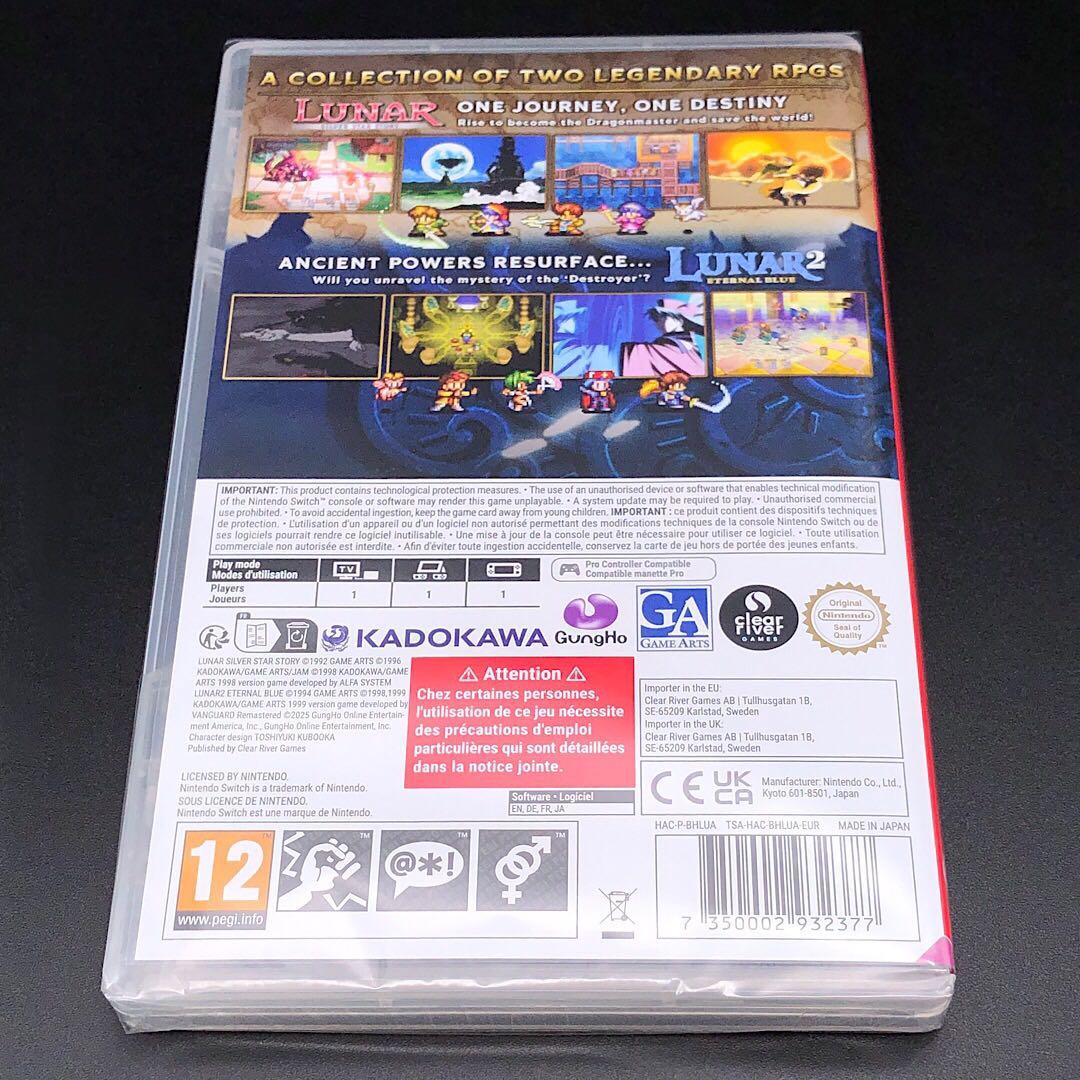 A COLLECTION OF TWO LEGENDARY RPGS
LUNAR
SILVER STAR STORY
ONE JOURNEY, ONE DESTINY
Rise to become the Dragonmaster and save the world!
ANCIENT POWERS RESURFACE...
Will you unravel the mystery of the 'Destroyer'?
LUNAR2
ETERNAL BLUE
IMPORTANT: This product contains technological protection measures. • The use of an unauthorised device or software that enables technical modification
of the Nintendo Switch™ console or software may render this game unplayable. • A system update may be required to play. • Unauthorised commercial
use prohibited. • To avoid accidental ingestion, keep the game card away from young children. IMPORTANT : ce produit contient des dispositifs techniques
de protection. • L'utilisation d'un appareil ou d'un logiciel non autorisé permettant des modifications techniques de la console Nintendo Switch ou de
ses logiciels pourrait rendre ce logiciel inutilisable. • Une mise à jour de la console peut être nécessaire pour utiliser ce logiciel. • Toute utilisation
commerciale non autorisée est interdite. • Afin d'éviter toute ingestion accidentelle, conservez la carte de jeu hors de portée des jeunes enfants.
Play mode
Modes d'utilisation
TV
Players
Joueurs
1
1
1
Pro Controller Compatible
Compatible manette Pro
FR
KADOKAWA
GungHo
GA
GAME ARTS
clear
river
GAMES
Original
Nintendo
Seal of
Quality
TM
LUNAR SILVER STAR STORY ©1992 GAME ARTS ©1996
KADOKAWA/GAME ARTS/JAM ©1998 KADOKAWA/GAME
ARTS 1998 version game developed by ALFA SYSTEM
LUNAR2 ETERNAL BLUE ©1994 GAME ARTS ©1998,1999
KADOKAWA/GAME ARTS 1999 version game developed by
VANGUARD Remastered ©2025 GungHo Online Entertain-
ment America, Inc., GungHo Online Entertainment, Inc.
Character design TOSHIYUKI KUBOOKA
Published by Clear River Games
LICENSED BY NINTENDO.
Nintendo Switch is a trademark of Nintendo.
SOUS LICENCE DE NINTENDO.
Nintendo Switch est une marque de Nintendo.
Attention
Chez certaines personnes,
l'utilisation de ce jeu nécessite
des précautions d'emploi
particulières qui sont détaillées
dans la notice jointe.
Software • Logiciel
EN, DE, FR, JA
Importer in the EU:
Clear River Games AB | Tullhusgatan 1B,
SE-65209 Karlstad, Sweden
Importer in the UK:
Clear River Games AB | Tullhusgatan 1B,
SE-65209 Karlstad, Sweden
CE UK
CA
Manufacturer: Nintendo Co., Ltd.,
Kyoto 601-8501, Japan
HAC-P-BHLUA TSA-HAC-BHLUA-EUR MADE IN JAPAN
12
www.pegi.info
TM
TM
@*!
TM
TM
7 350002 932377